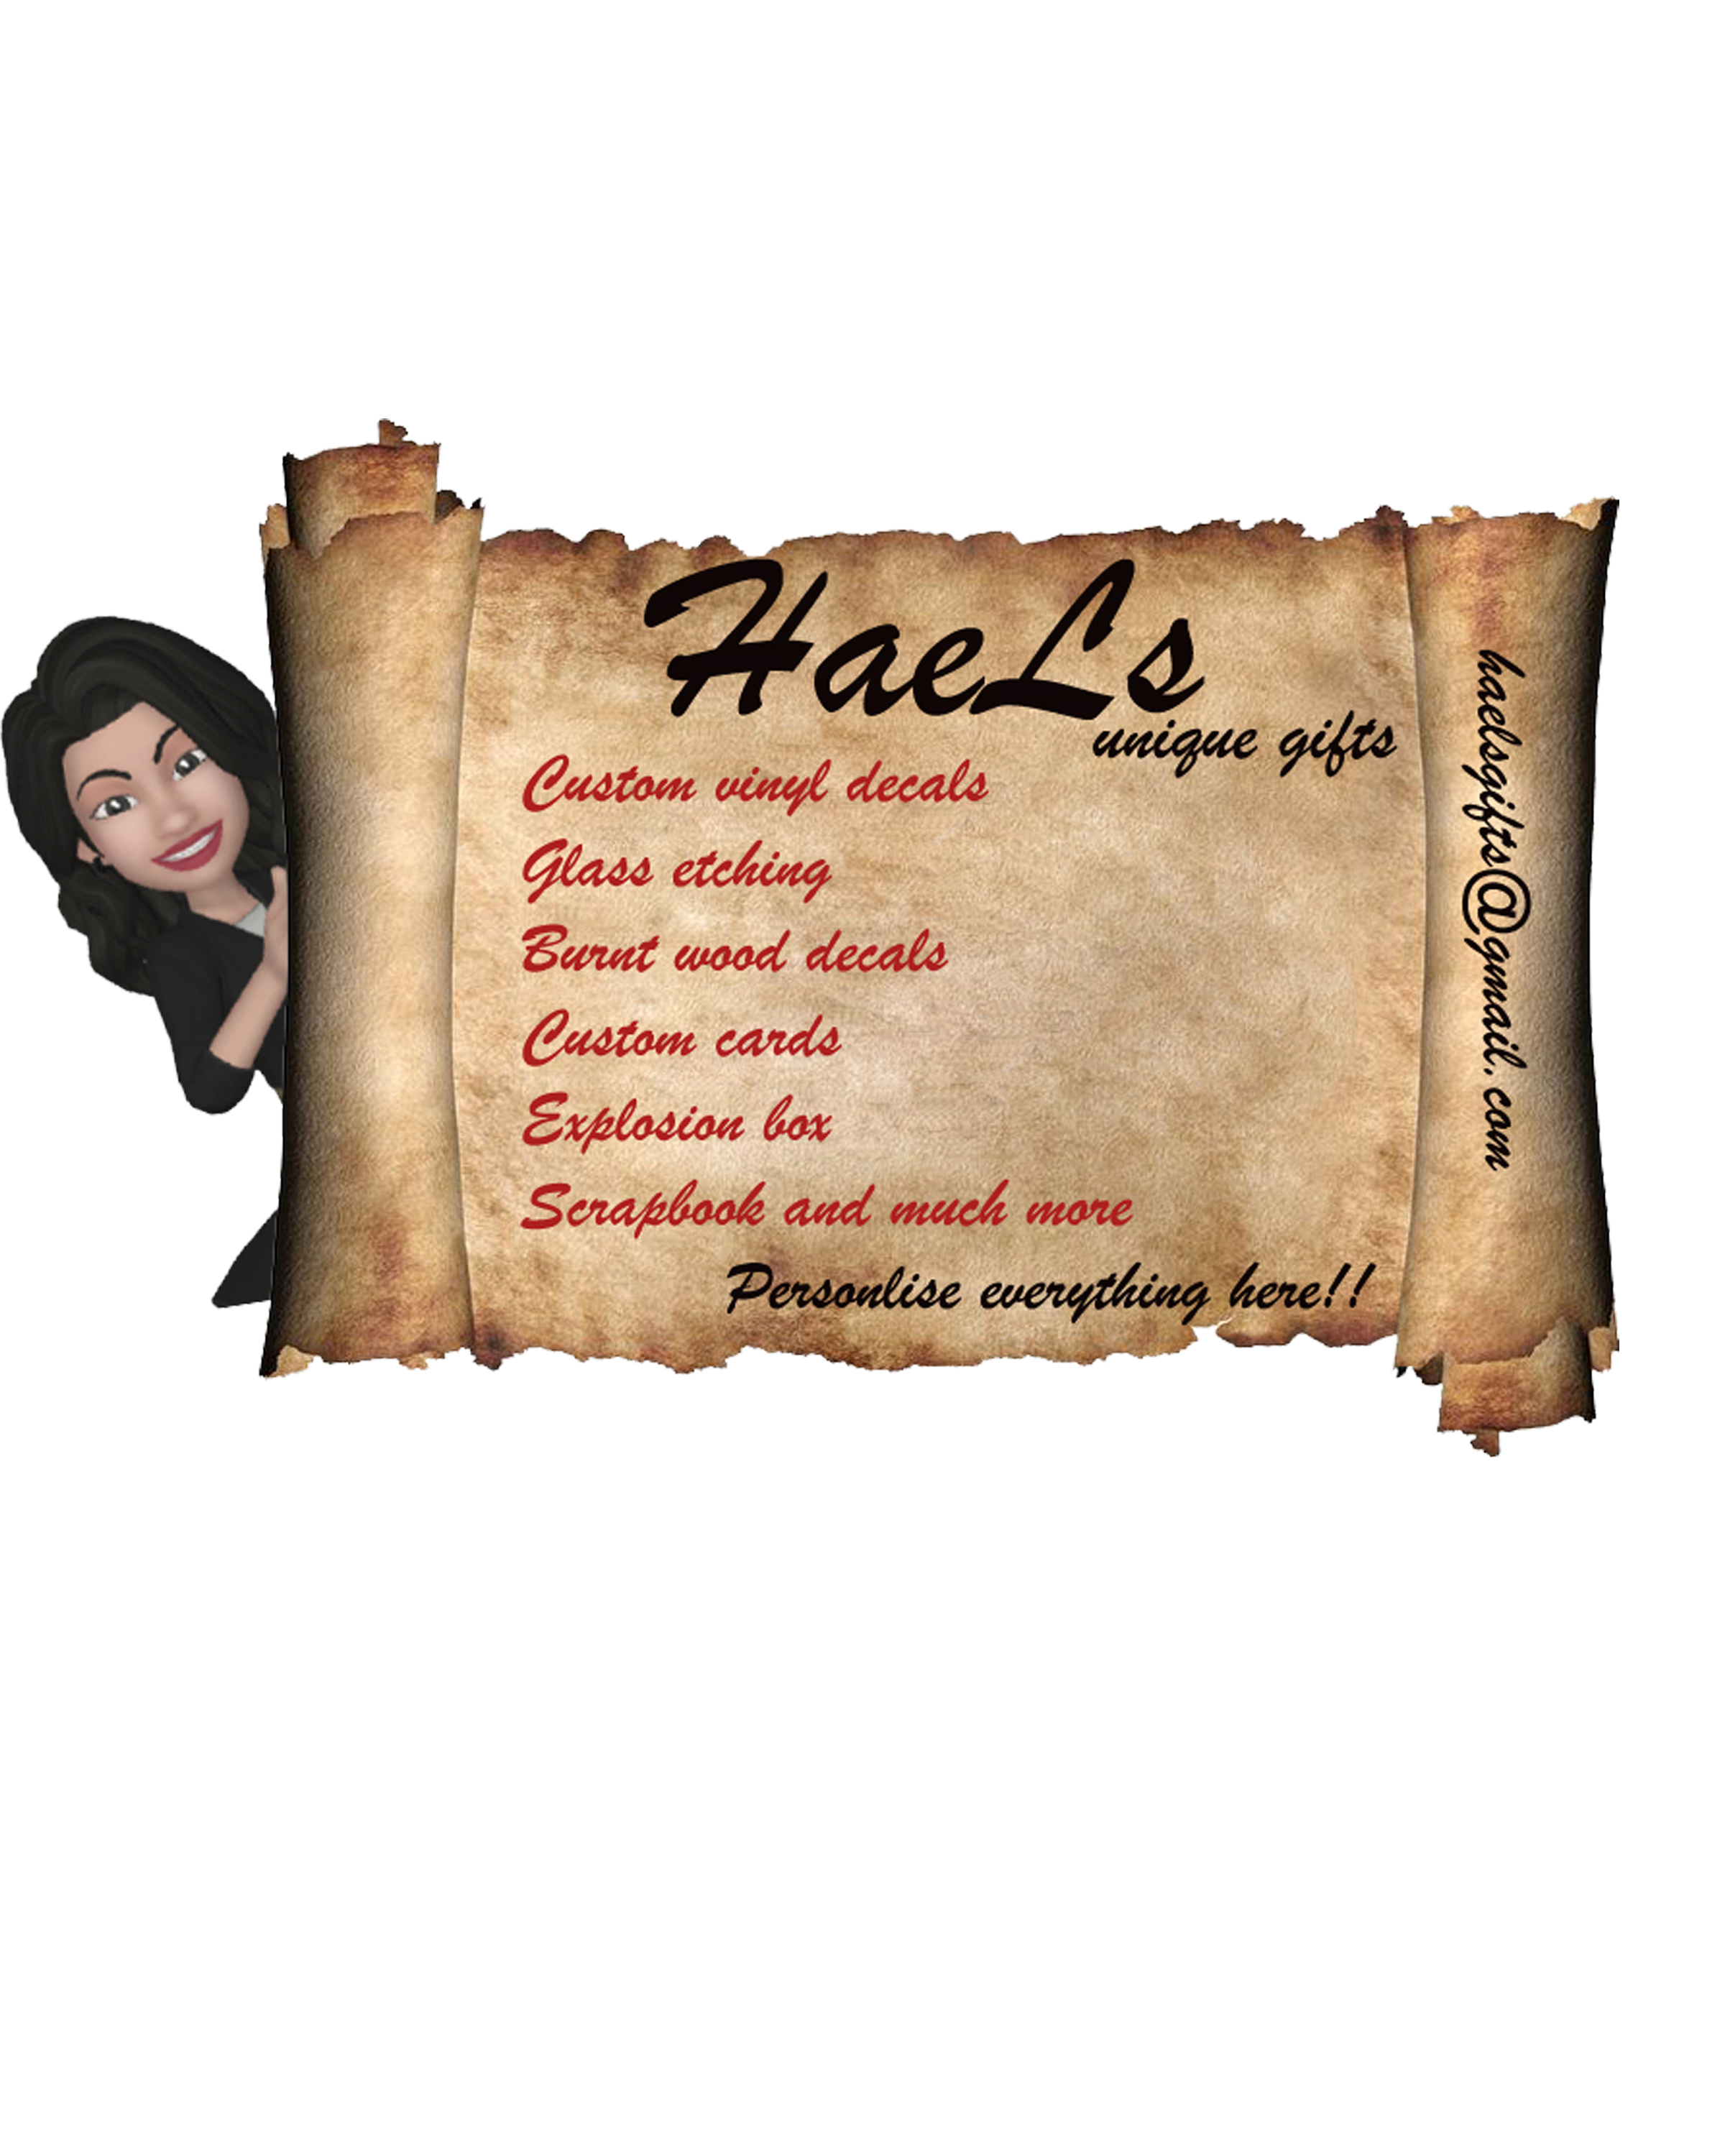 HaeLs
unique gifts
Custom vinyl decals
Glass etching
Burnt wood decals
Custom cards
Explosion box
Scrapbook and much more
Personlise everything here!!
haelsgifts@gmail.com